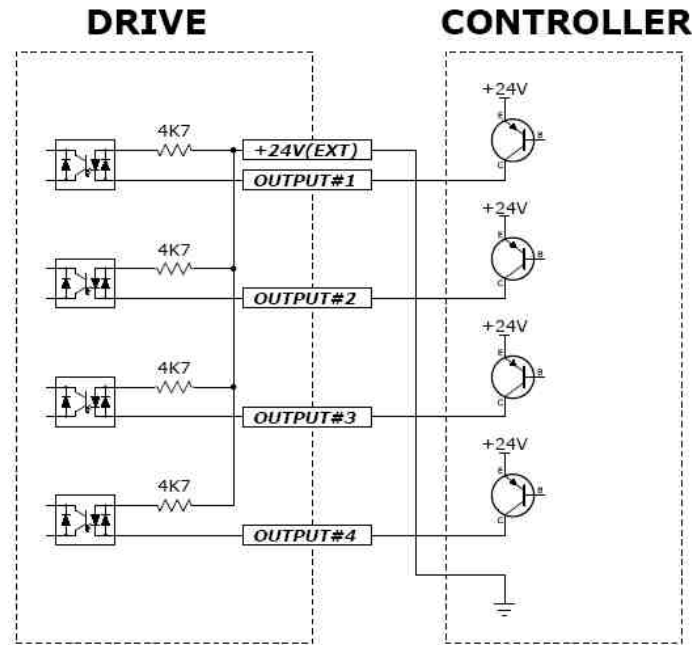 DRIVE
CONTROLLER
+24V
E
B
C
4K7
+24V(EXT)
OUTPUT#1
+24V
E
B
C
4K7
OUTPUT#2
+24V
E
B
C
4K7
OUTPUT#3
+24V
E
B
C
4K7
OUTPUT#4